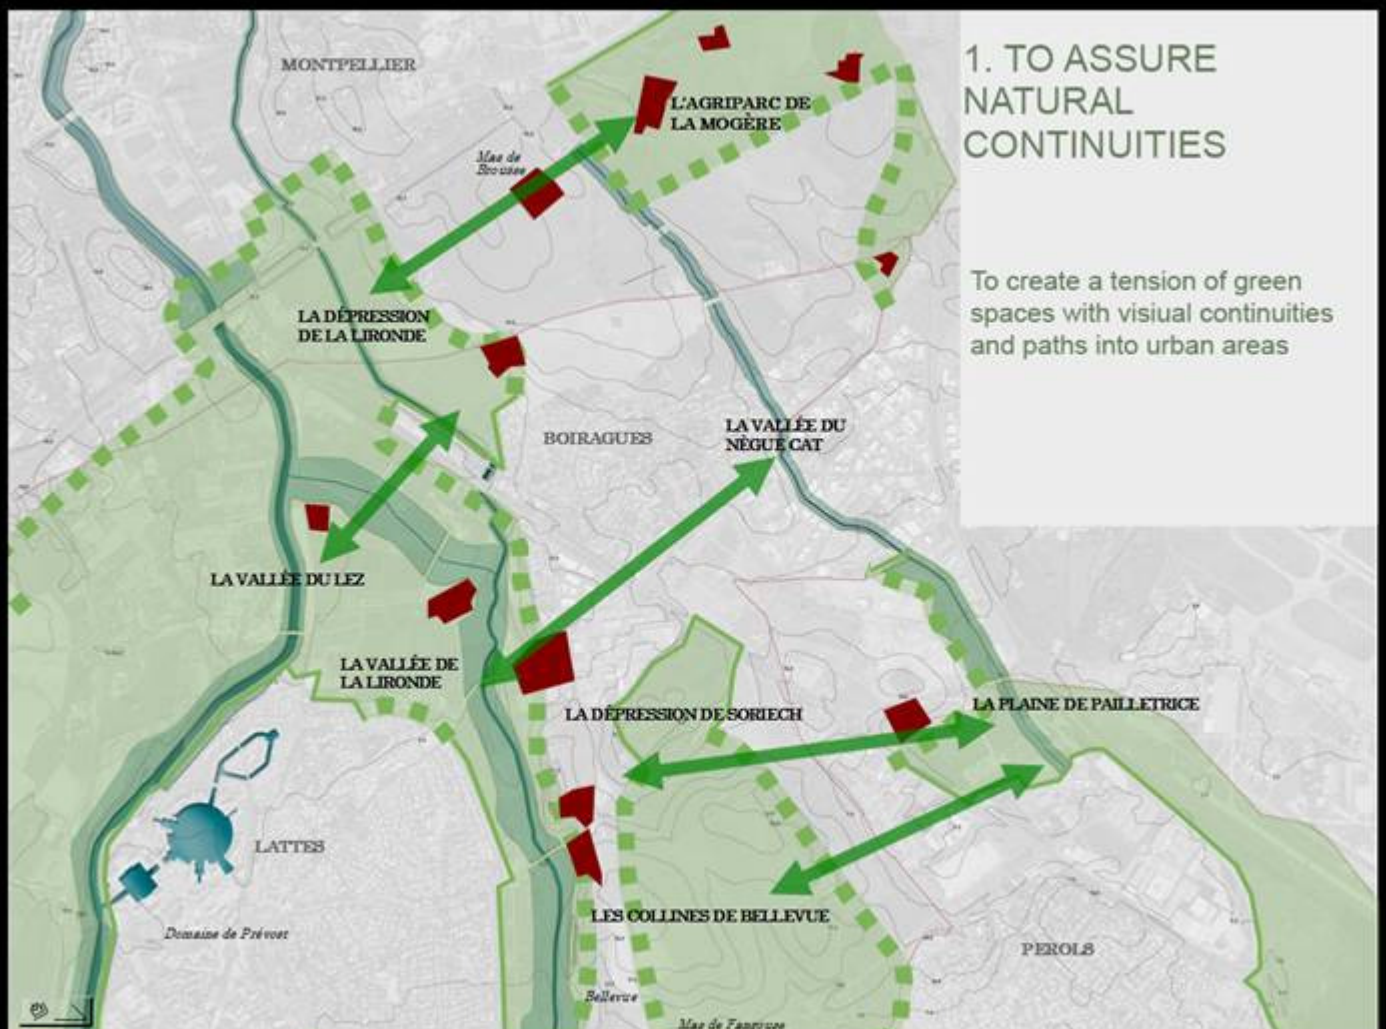 1. TO ASSURE
NATURAL
CONTINUITIES
To create a tension of green
spaces with visiual continuities
and paths into urban areas
MONTPELLIER
L'AGRIPARC DE
LA MOGÈRE
Mas de
Brousse
LA DÉPRESSION
DE LA LIRONDE
BOIRAGUES
LA VALLÉE DU
NÈGUE CAT
LA VALLÉE DU LEZ
LA VALLÉE DE
LA LIRONDE
LA DÉPRESSION DE SORIECH
LA PLAINE DE PAILLETRICE
LATTES
LES COLLINES DE BELLEVUE
Domaine de Prévost
PEROLS
Bellevue
Mas de Fangouse